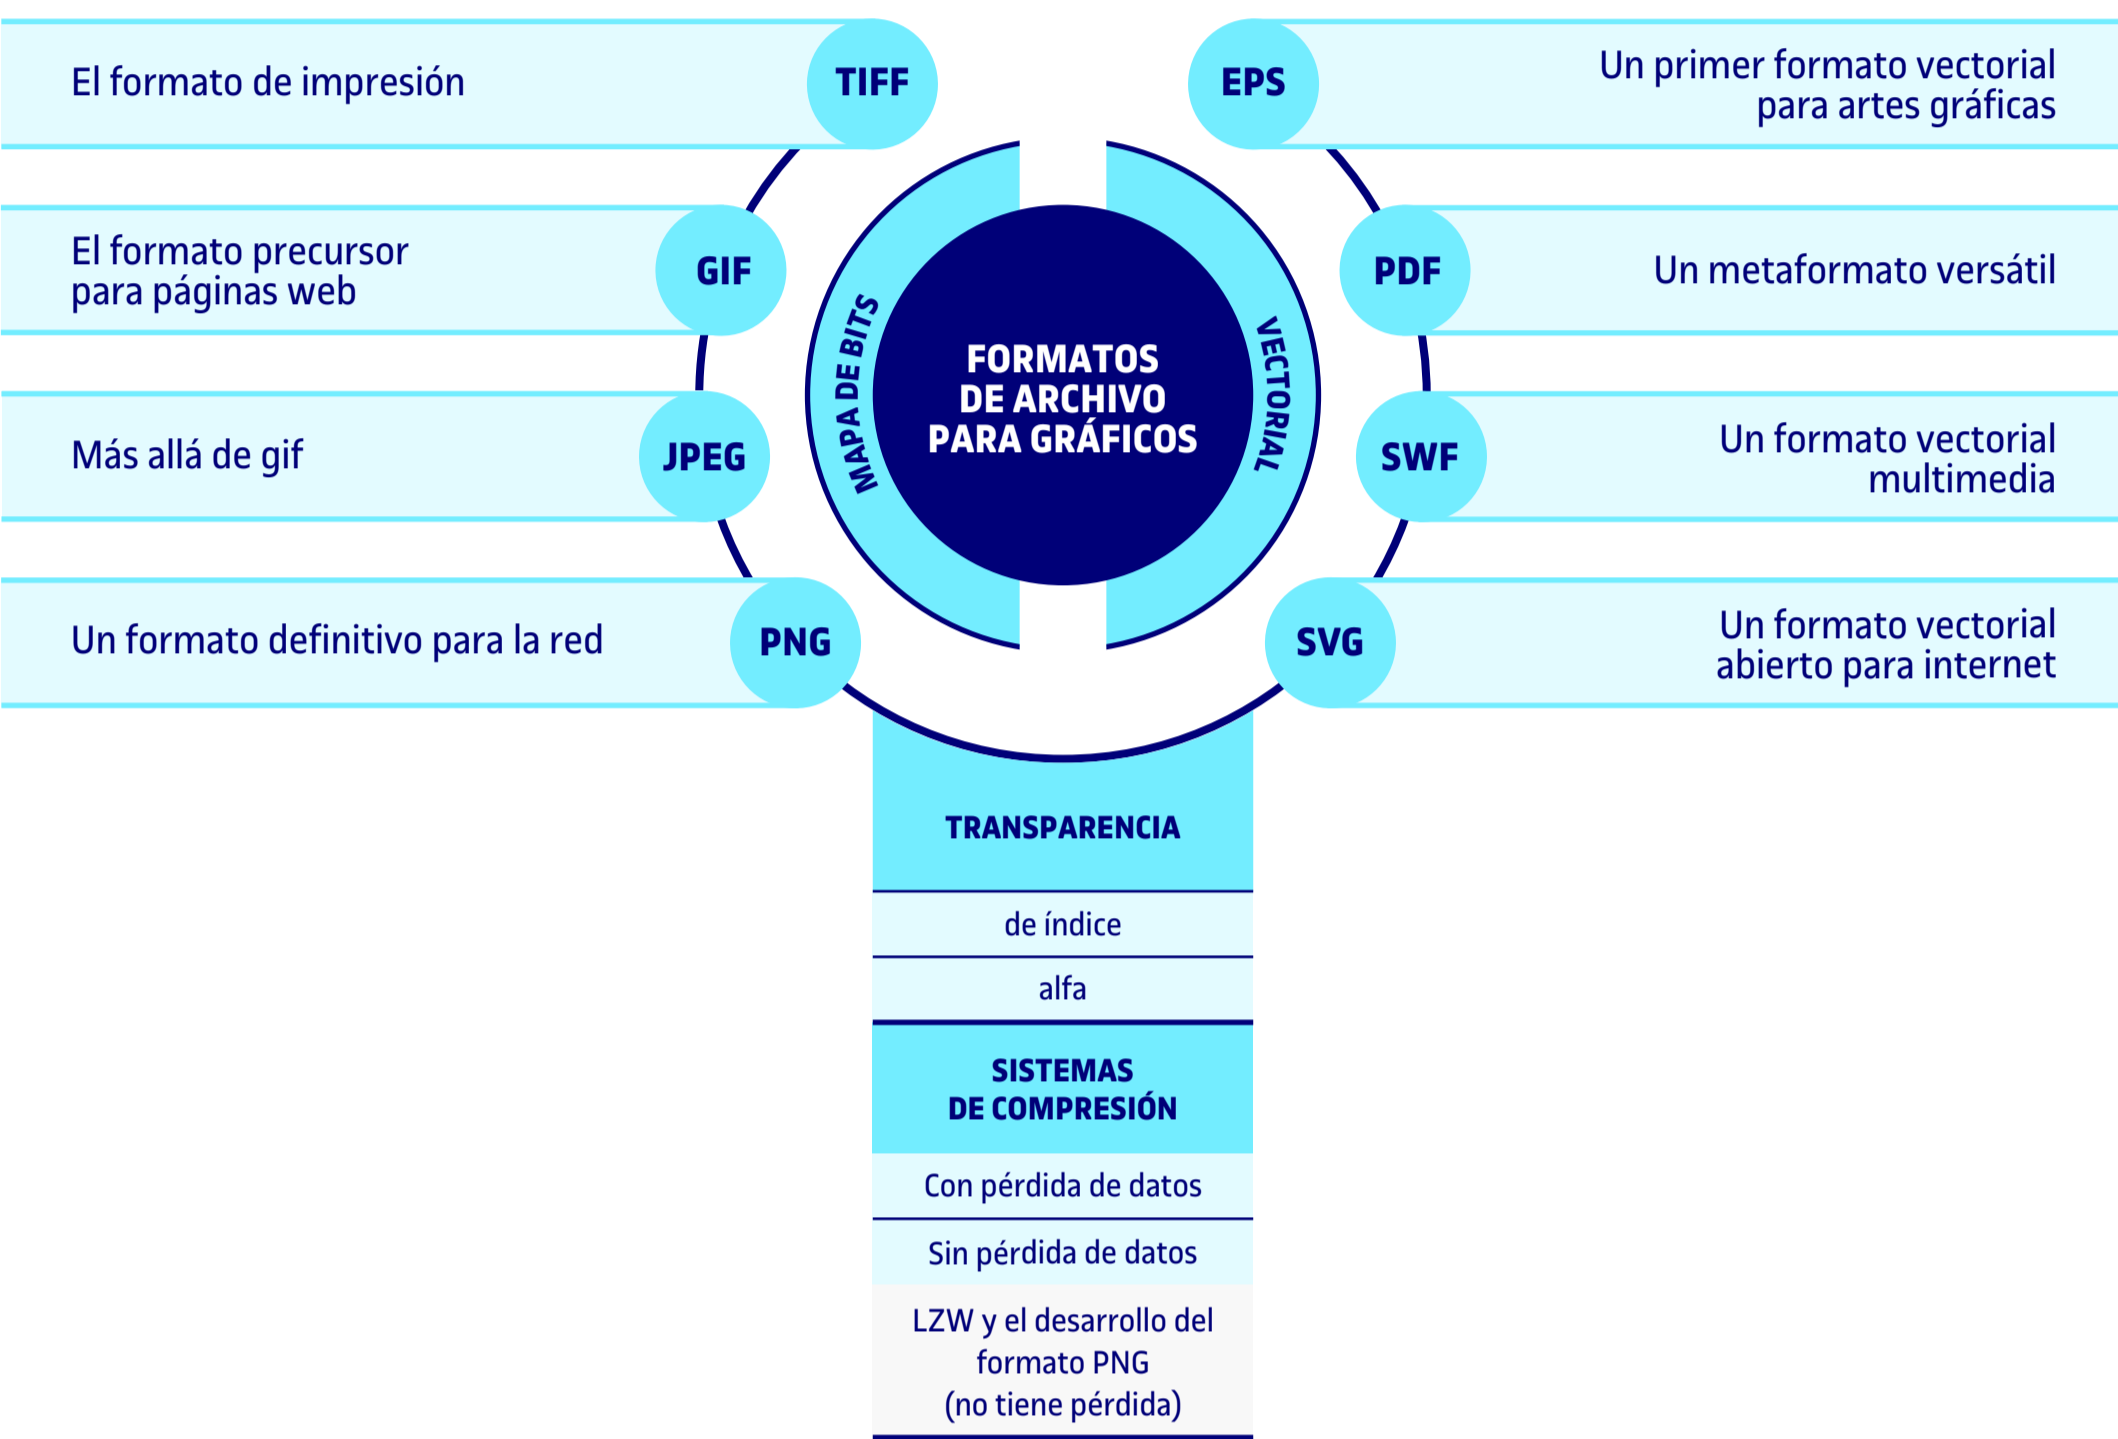 El formato de impresión
TIFF
El formato precursor
para páginas web
GIF
Más allá de gif
JPEG
Un formato definitivo para la red
PNG
MAPA DE BITS
FORMATOS
DE ARCHIVO
PARA GRÁFICOS
VECTORIAL
EPS
Un primer formato vectorial
para artes gráficas
PDF
Un metaformato versátil
SWF
Un formato vectorial
multimedia
SVG
Un formato vectorial
abierto para internet
TRANSPARENCIA
de índice
alfa
SISTEMAS
DE COMPRESIÓN
Con pérdida de datos
Sin pérdida de datos
LZW y el desarrollo del
formato PNG
(no tiene pérdida)